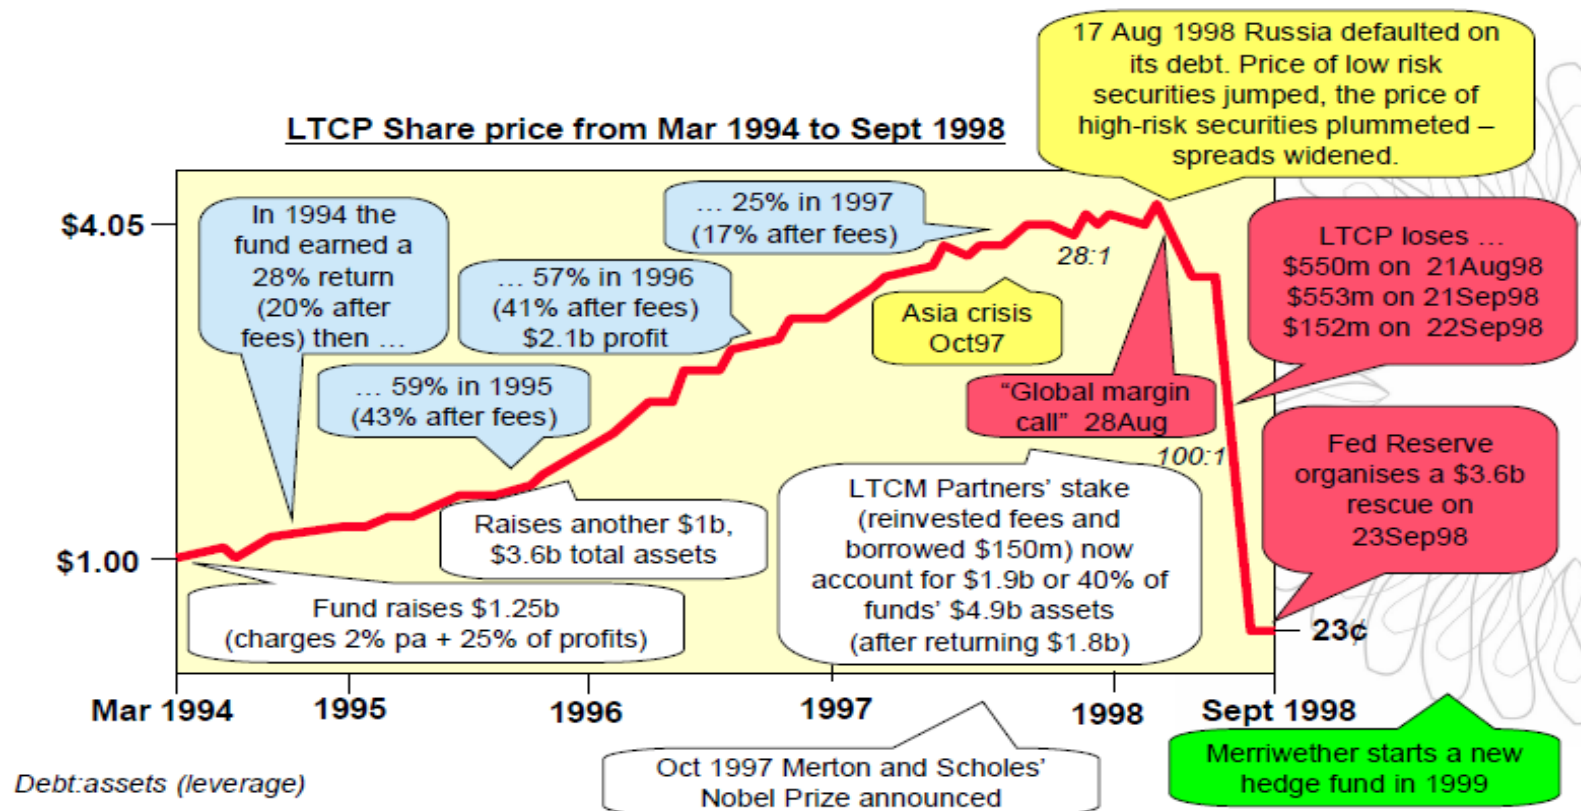 17 Aug 1998 Russia defaulted on
its debt. Price of low risk
securities jumped, the price of
high-risk securities plummeted –
spreads widened.
LTCP Share price from Mar 1994 to Sept 1998
$4.05
$1.00
In 1994 the
fund earned a
28% return
(20% after
fees) then ...
... 59% in 1995
(43% after fees)
... 57% in 1996
(41% after fees)
$2.1b profit
... 25% in 1997
(17% after fees)
28:1
Asia crisis
Oct97
"Global margin
call" 28Aug
100:1
LTCP loses ...
$550m on 21Aug98
$553m on 21Sep98
$152m on 22Sep98
Fed Reserve
organises a $3.6b
rescue on
23Sep98
Raises another $1b,
$3.6b total assets
Fund raises $1.25b
(charges 2% pa + 25% of profits)
LTCM Partners' stake
(reinvested fees and
borrowed $150m) now
account for $1.9b or 40% of
funds' $4.9b assets
(after returning $1.8b)
23¢
Mar 1994
1995
1996
1997
1998
Sept 1998
Oct 1997 Merton and Scholes'
Nobel Prize announced
Merriwether starts a new
hedge fund in 1999
Debt:assets (leverage)